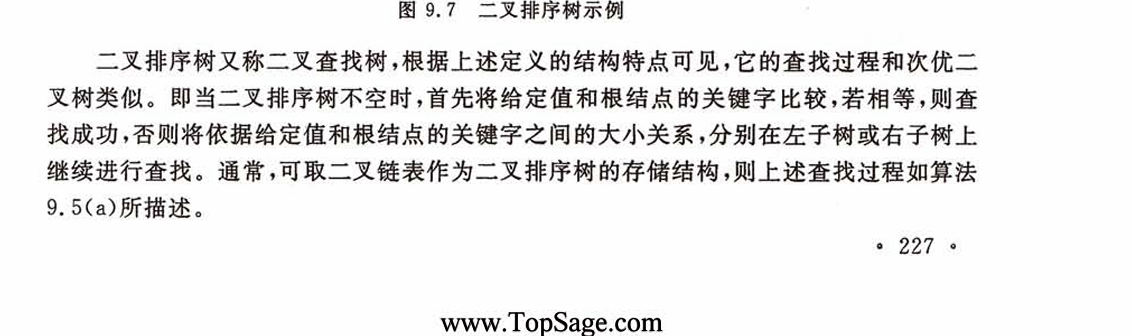 图 9.7 二叉排序树示例
二叉排序树又称二叉查找树,根据上述定义的结构特点可见,它的查找过程和次优二
叉树类似。即当二叉排序树不空时,首先将给定值和根结点的关键字比较,若相等,则查
找成功,否则将依据给定值和根结点的关键字之间的大小关系,分别在左子树或右子树上
继续进行查找。通常,可取二叉链表作为二叉排序树的存储结构,则上述查找过程如算法
9.5(a)所描述。
• 227 •
www.TopSage.com